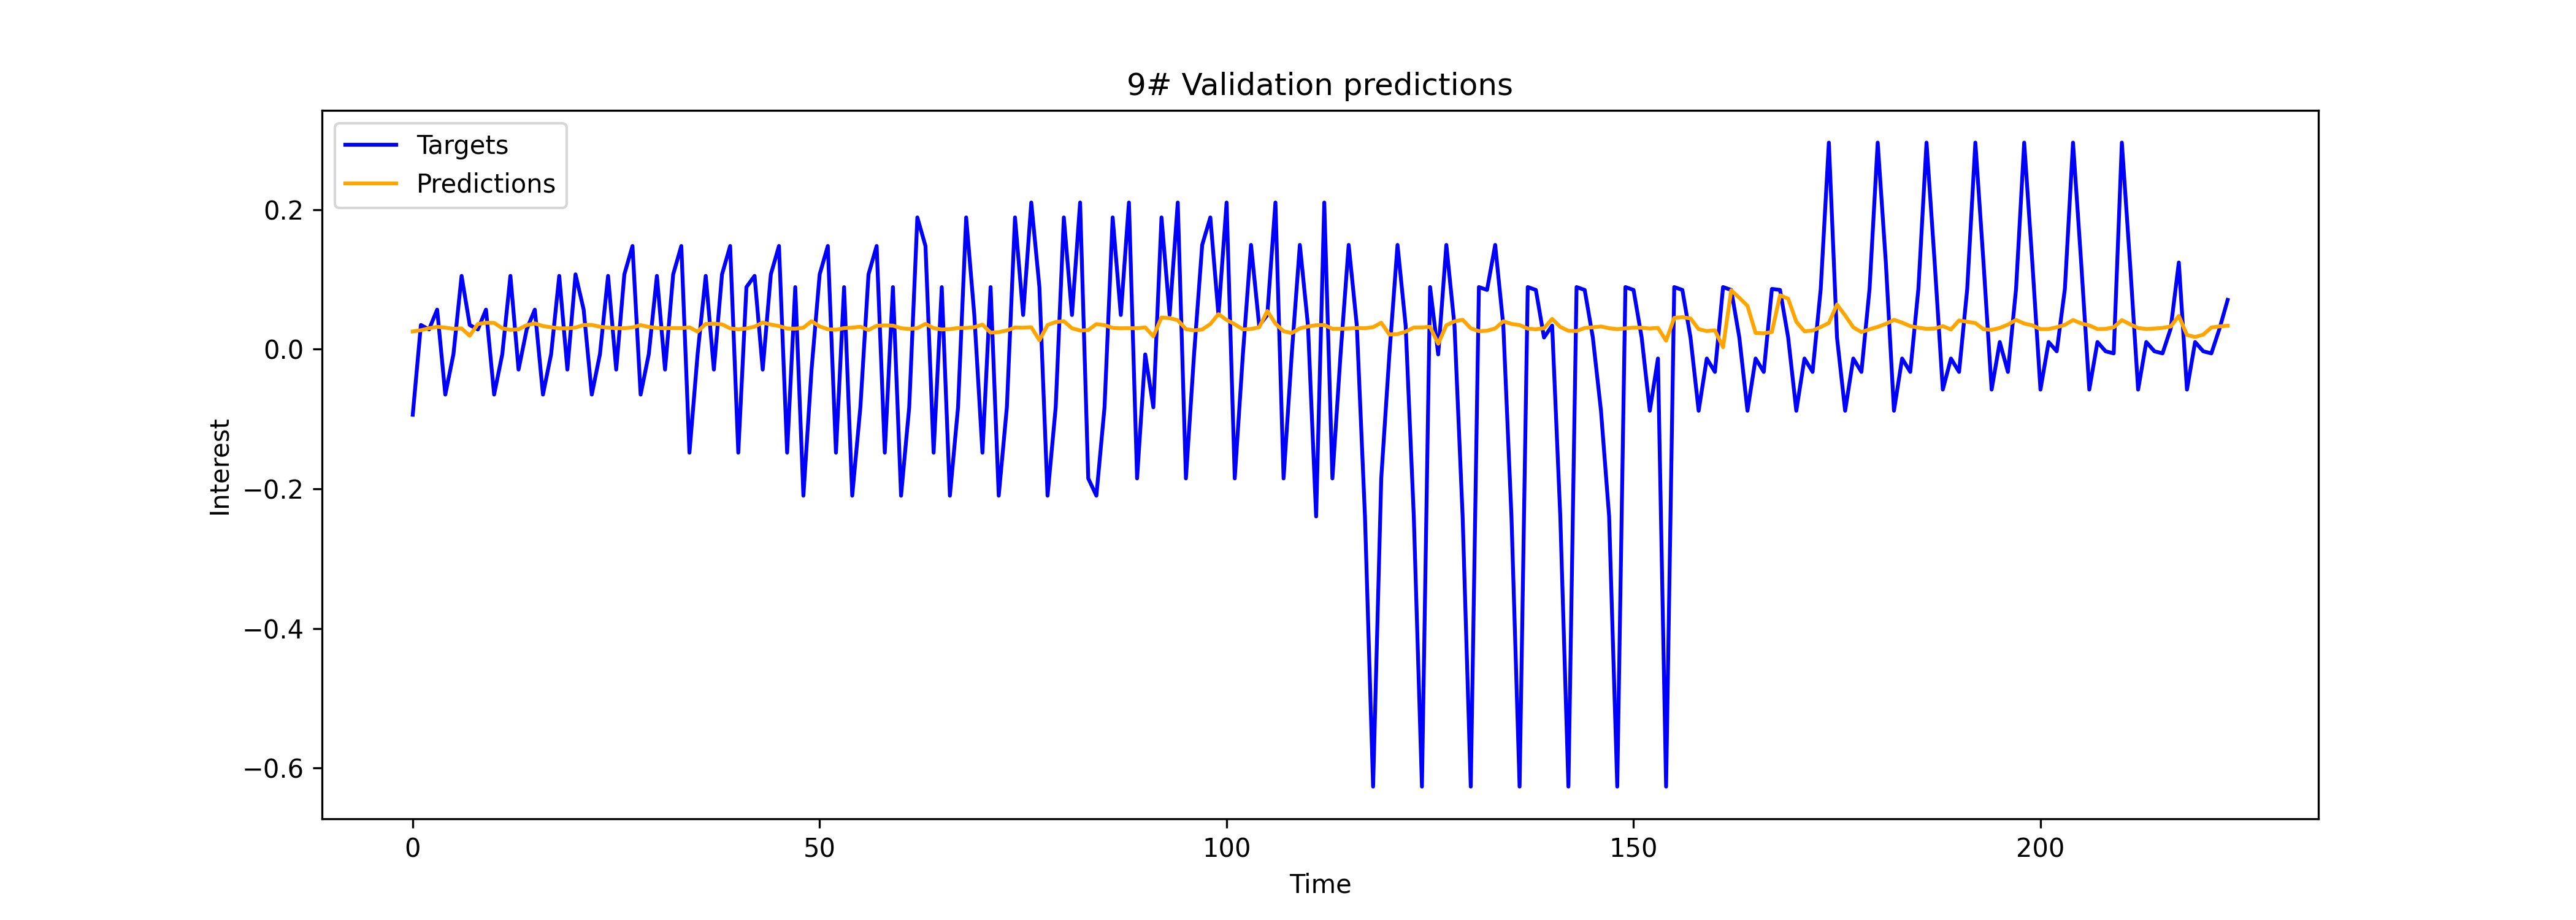 9# Validation predictions
Targets
Predictions
0.2
0.0
−0.2
−0.4
−0.6
Interest
0 50 100 150 200
Time